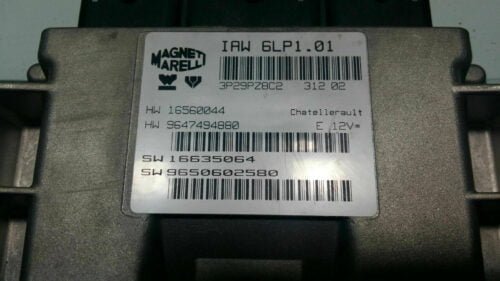 MAGNETI
MARELLI
IAW 6LP1.01
3P29PZ8C2 312 02
HW 16560044
Chatellerault
HW 9647494880
E 12V=
SW 16635064
SW 9650602580